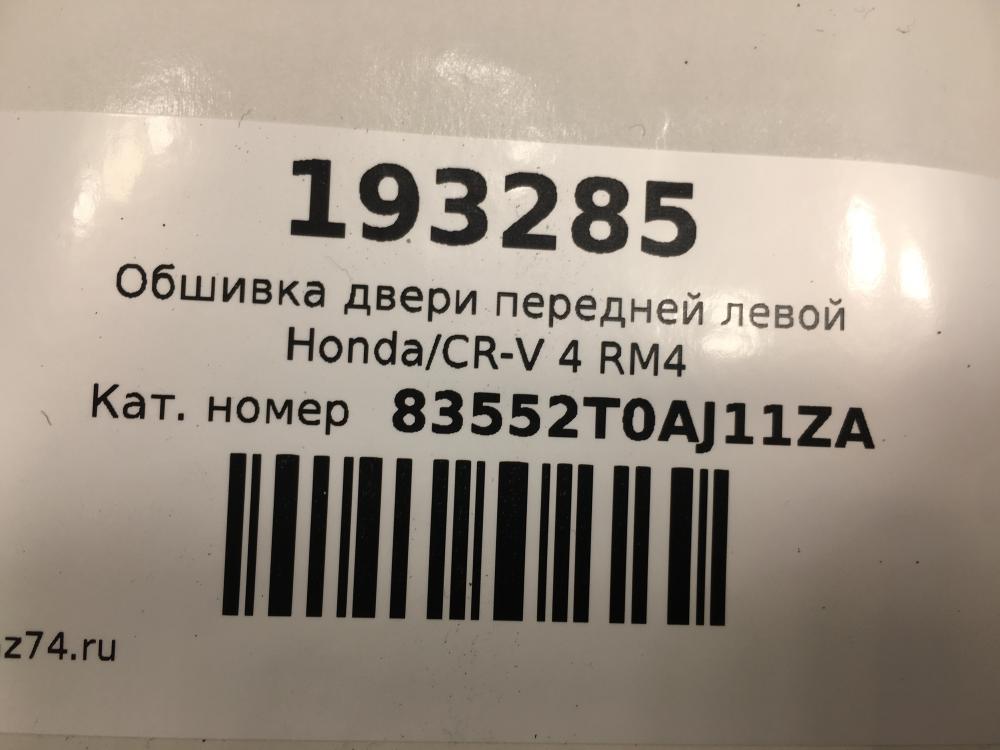 193285
Обшивка двери передней левой
Honda/CR-V 4 RM4
Кат. номер 83552T0AJ11ZA
z74.ru